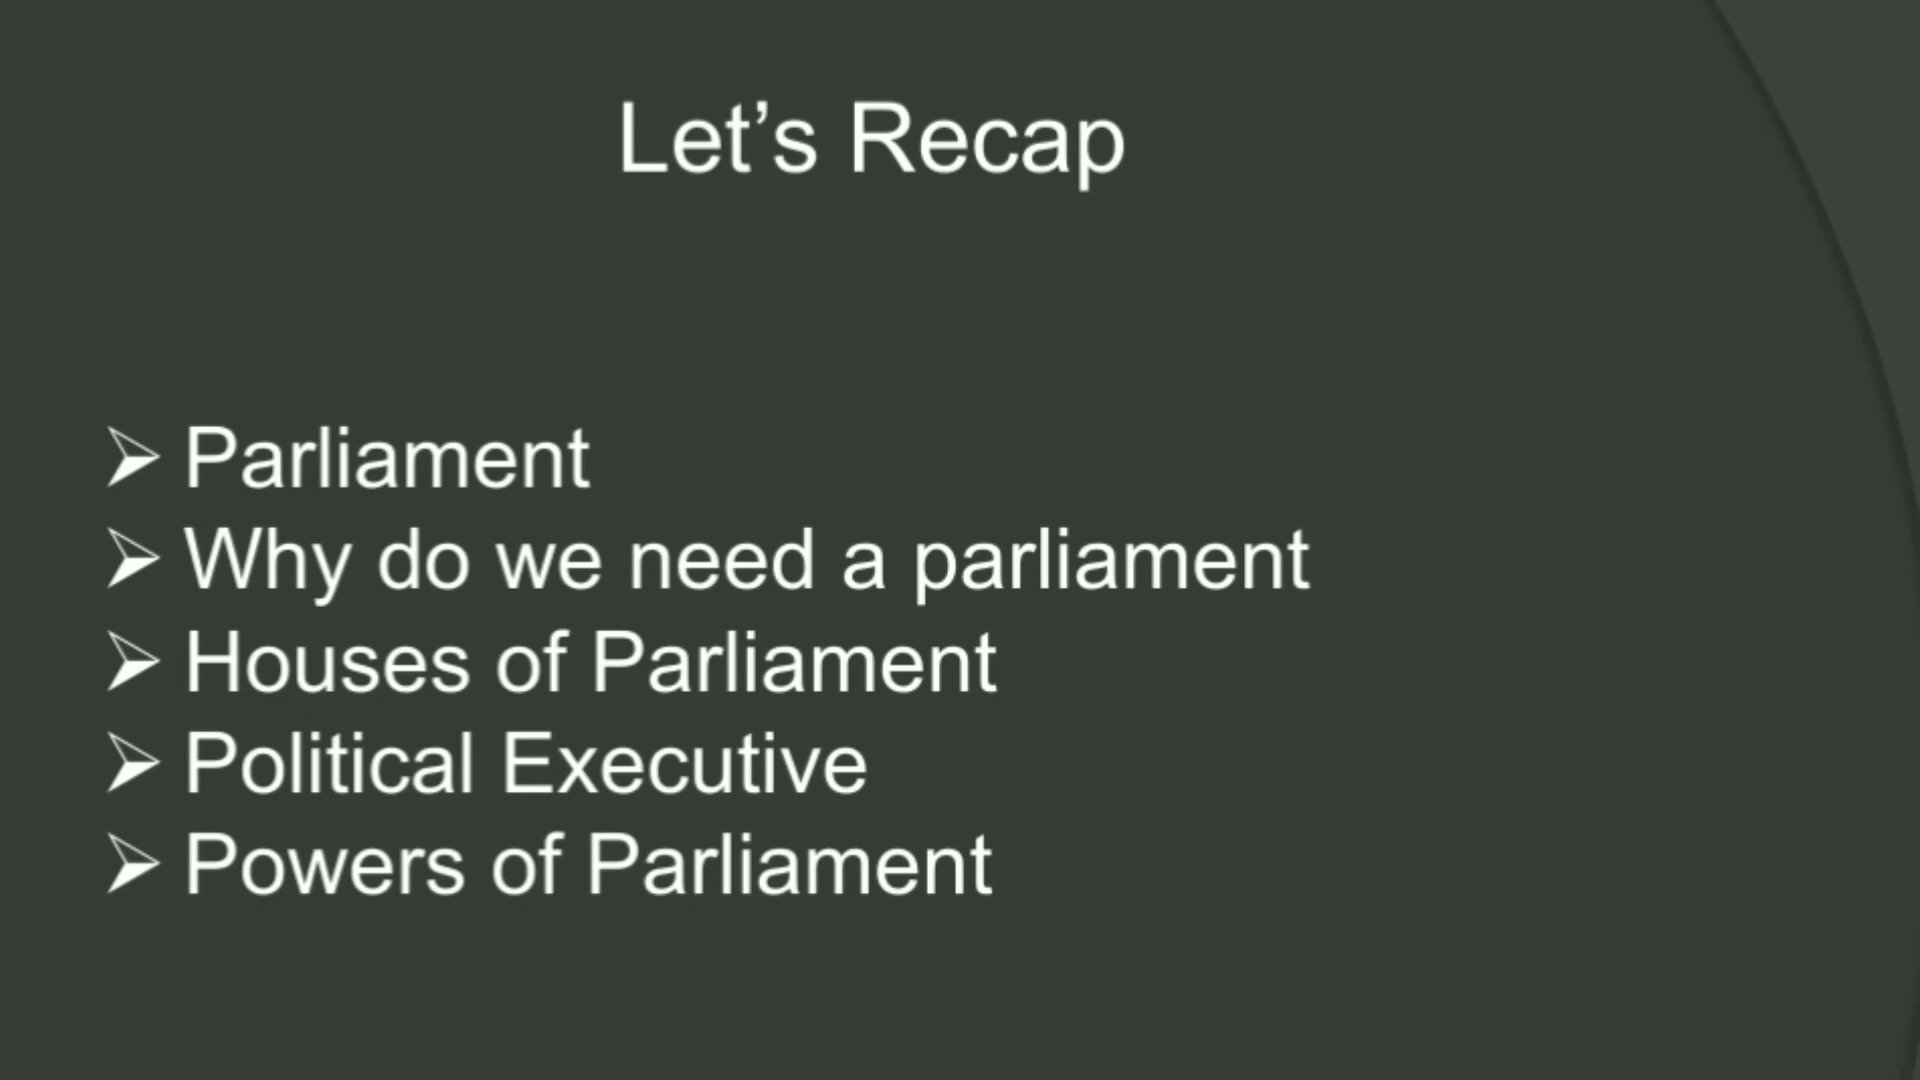 Let’s Recap
➢ Parliament
➢ Why do we need a parliament
➢ Houses of Parliament
➢ Political Executive
➢ Powers of Parliament